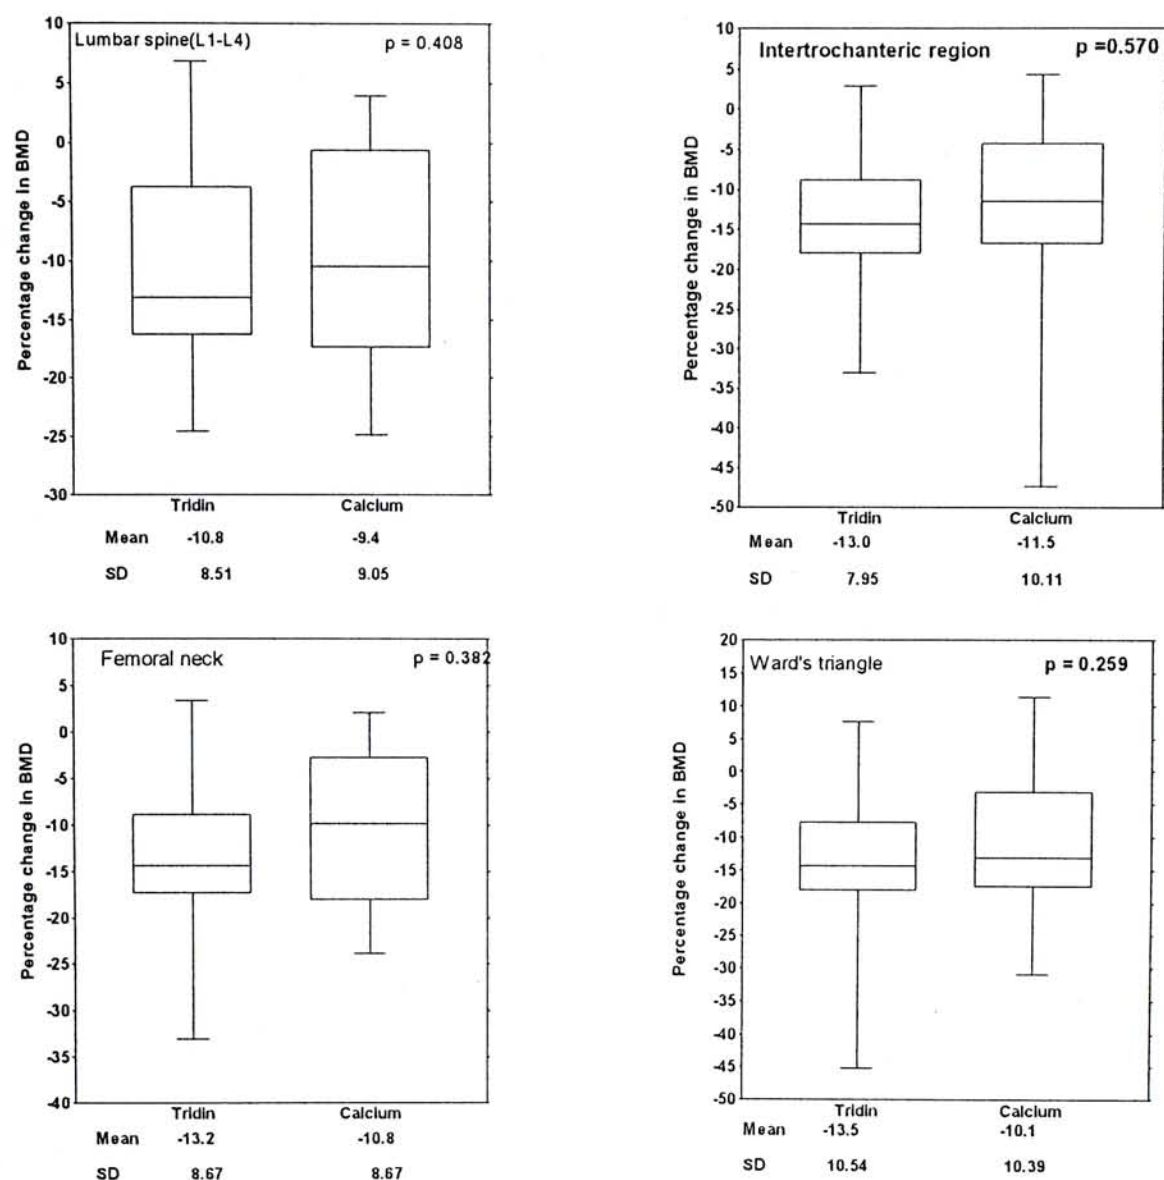 Lumbar spine(L1-L4) p = 0.408
Percentage change in BMD
10
5
0
-5
-10
-15
-20
-25
-30
Tridin Calcium
Mean -10.8 -9.4
SD 8.51 9.05
Intertrochanteric region p =0.570
Percentage change in BMD
10
5
0
-5
-10
-15
-20
-25
-30
-35
-40
-45
-50
Tridin Calcium
Mean -13.0 -11.5
SD 7.95 10.11
Femoral neck p = 0.382
Percentage change in BMD
10
5
0
-5
-10
-15
-20
-25
-30
-35
-40
Tridin Calcium
Mean -13.2 -10.8
SD 8.67 8.67
Ward's triangle p = 0.259
Percentage change in BMD
20
15
10
5
0
-5
-10
-15
-20
-25
-30
-35
-40
-45
-50
Tridin Calcium
Mean -13.5 -10.1
SD 10.54 10.39